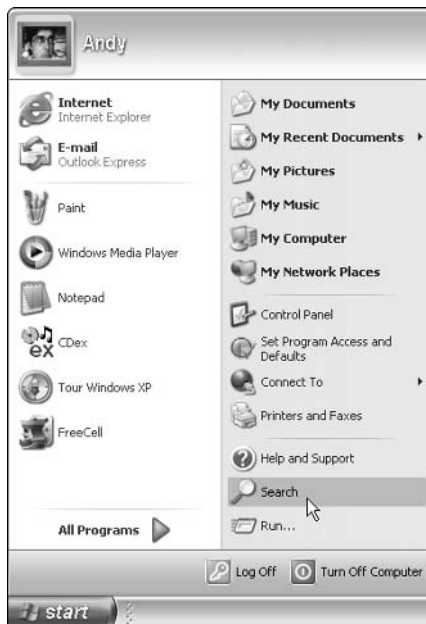 Andy
Internet
Internet Explorer
E-mail
Outlook Express
Paint
Windows Media Player
Notepad
CDex
Tour Windows XP
FreeCell
All Programs
My Documents
My Recent Documents
My Pictures
My Music
My Computer
My Network Places
Control Panel
Set Program Access and
Defaults
Connect To
Printers and Faxes
Help and Support
Search
Run...
Log Off
Turn Off Computer
start